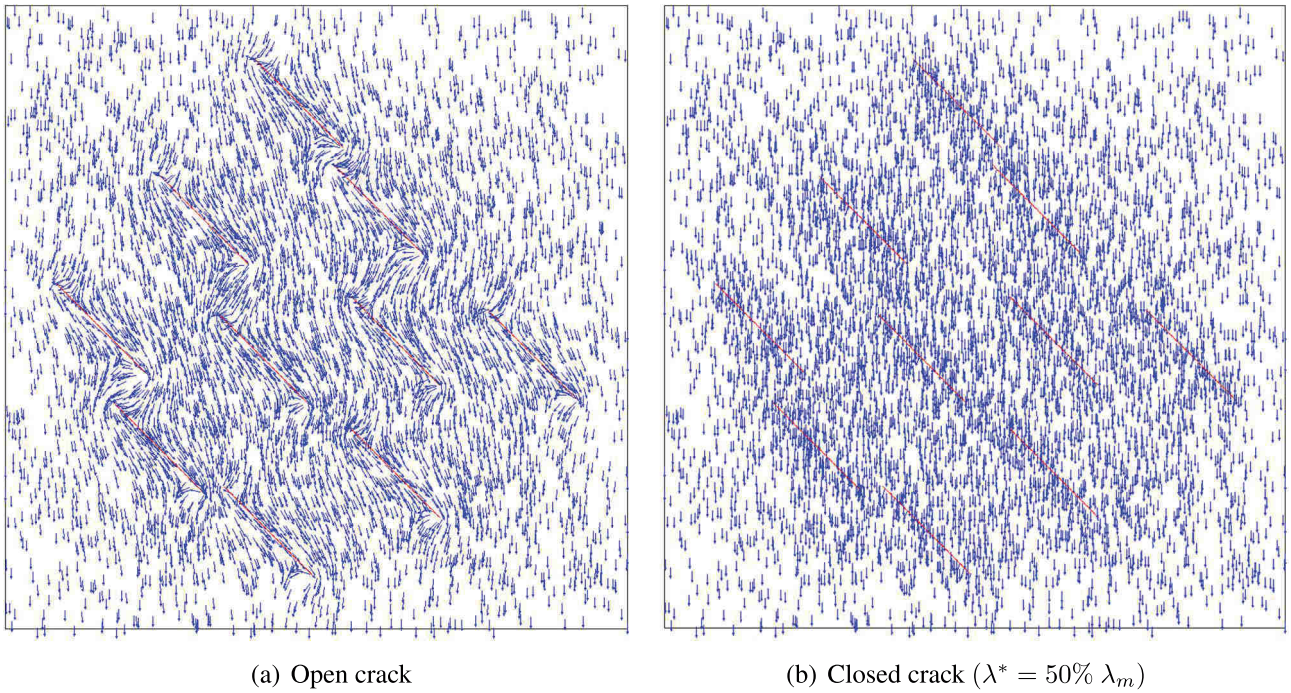 (a) Open crack
(b) Closed crack (λ* = 50% λₘ)